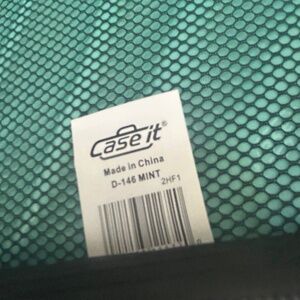 Case it®
Made in China
D-146 MINT
2HF1